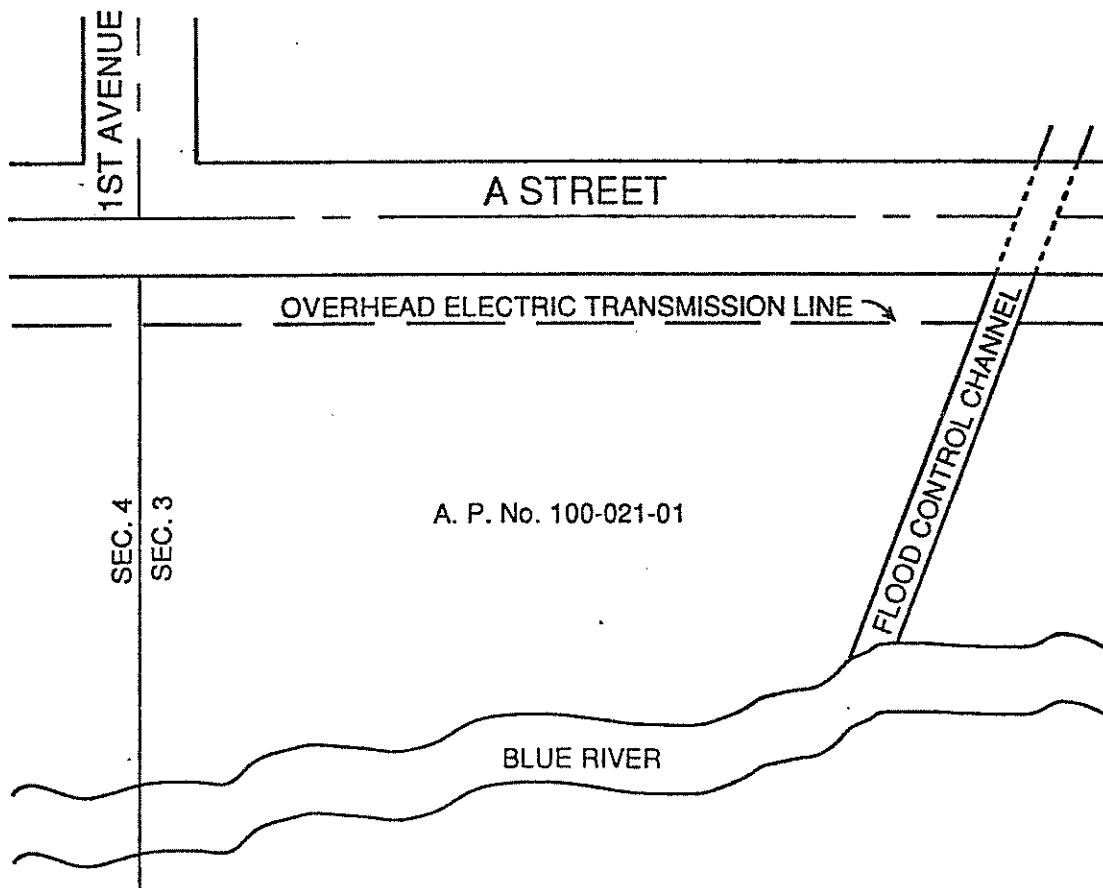 1ST AVENUE
A STREET
OVERHEAD ELECTRIC TRANSMISSION LINE
FLOOD CONTROL CHANNEL
SEC. 4
SEC. 3
A. P. No. 100-021-01
BLUE RIVER